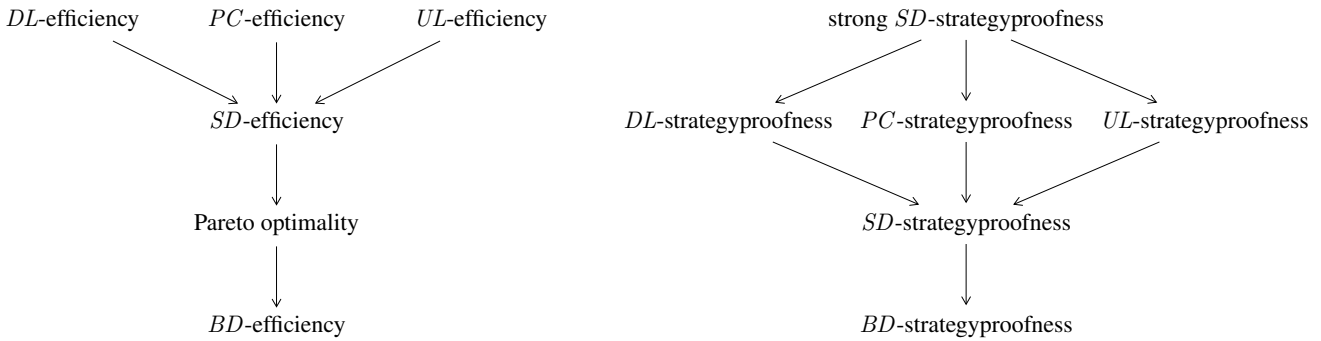 DL-efficiency PC-efficiency UL-efficiency
SD-efficiency
Pareto optimality
BD-efficiency
strong SD-strategyproofness
DL-strategyproofness PC-strategyproofness UL-strategyproofness
SD-strategyproofness
BD-strategyproofness